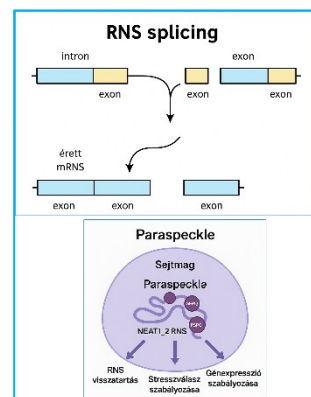 RNS splicing
intron
exon
exon
exon
exon
érett
mRNS
exon
exon
exon
Paraspeckle
Sejtmag
Paraspeckle
NEAT1_2 RNS
RNS
visszatartás
Stresszválasz
szabályozása
Génexpresszió
szabályozása